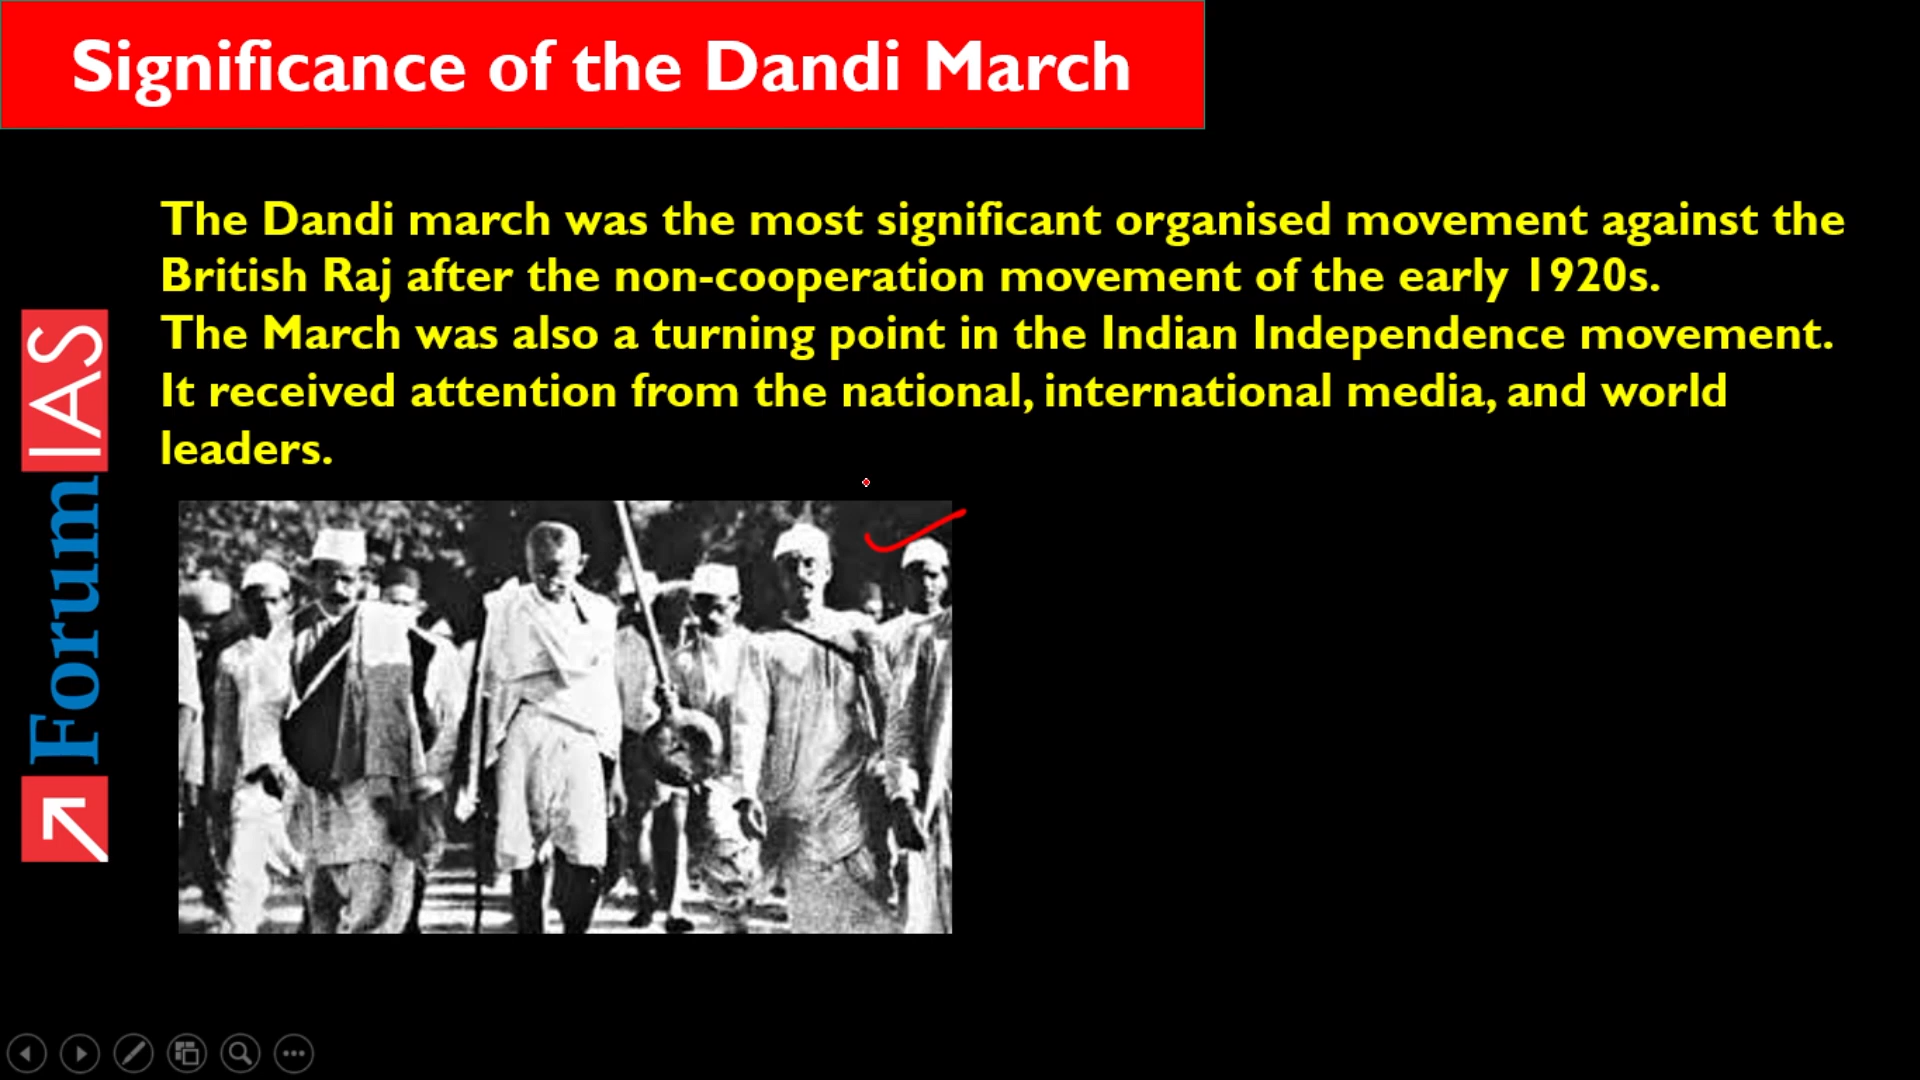 Significance of the Dandi March
The Dandi march was the most significant organised movement against the
British Raj after the non-cooperation movement of the early 1920s.
The March was also a turning point in the Indian Independence movement.
It received attention from the national, international media, and world
leaders.
Forum IAS